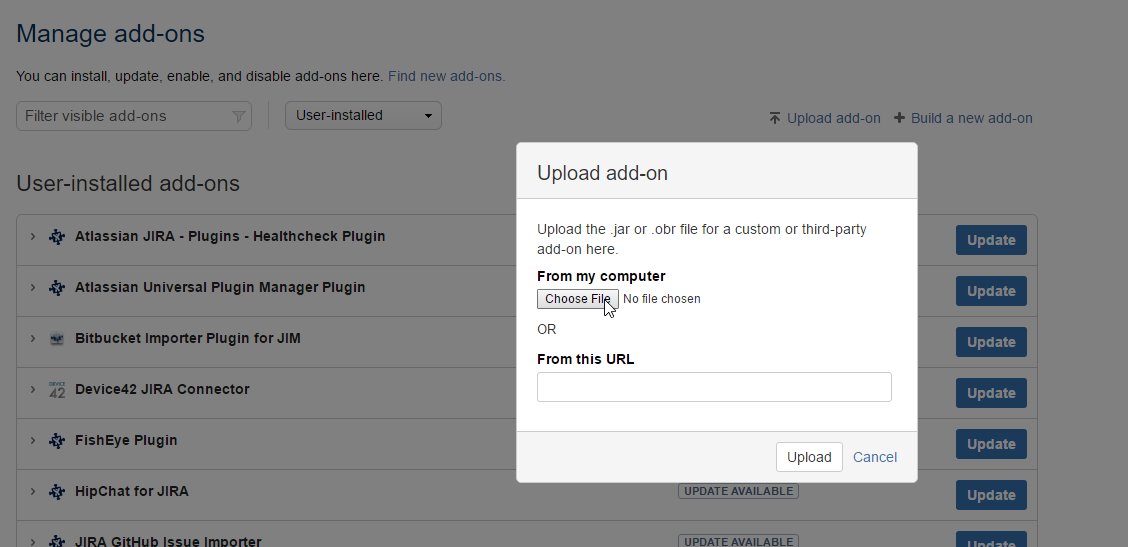 Manage add-ons
You can install, update, enable, and disable add-ons here. Find new add-ons.
Filter visible add-ons
User-installed
Upload add-on
Build a new add-on
User-installed add-ons
Upload add-on
Upload the .jar or .obr file for a custom or third-party
add-on here.
From my computer
Choose File No file chosen
OR
From this URL
Upload Cancel
Atlassian JIRA - Plugins - Healthcheck Plugin
Update
Atlassian Universal Plugin Manager Plugin
Update
Bitbucket Importer Plugin for JIM
Update
DEVICE
42
Device42 JIRA Connector
Update
FishEye Plugin
Update
HipChat for JIRA
UPDATE AVAILABLE
Update
JIRA GitHub Issue Importer
UPDATE AVAILABLE
Update